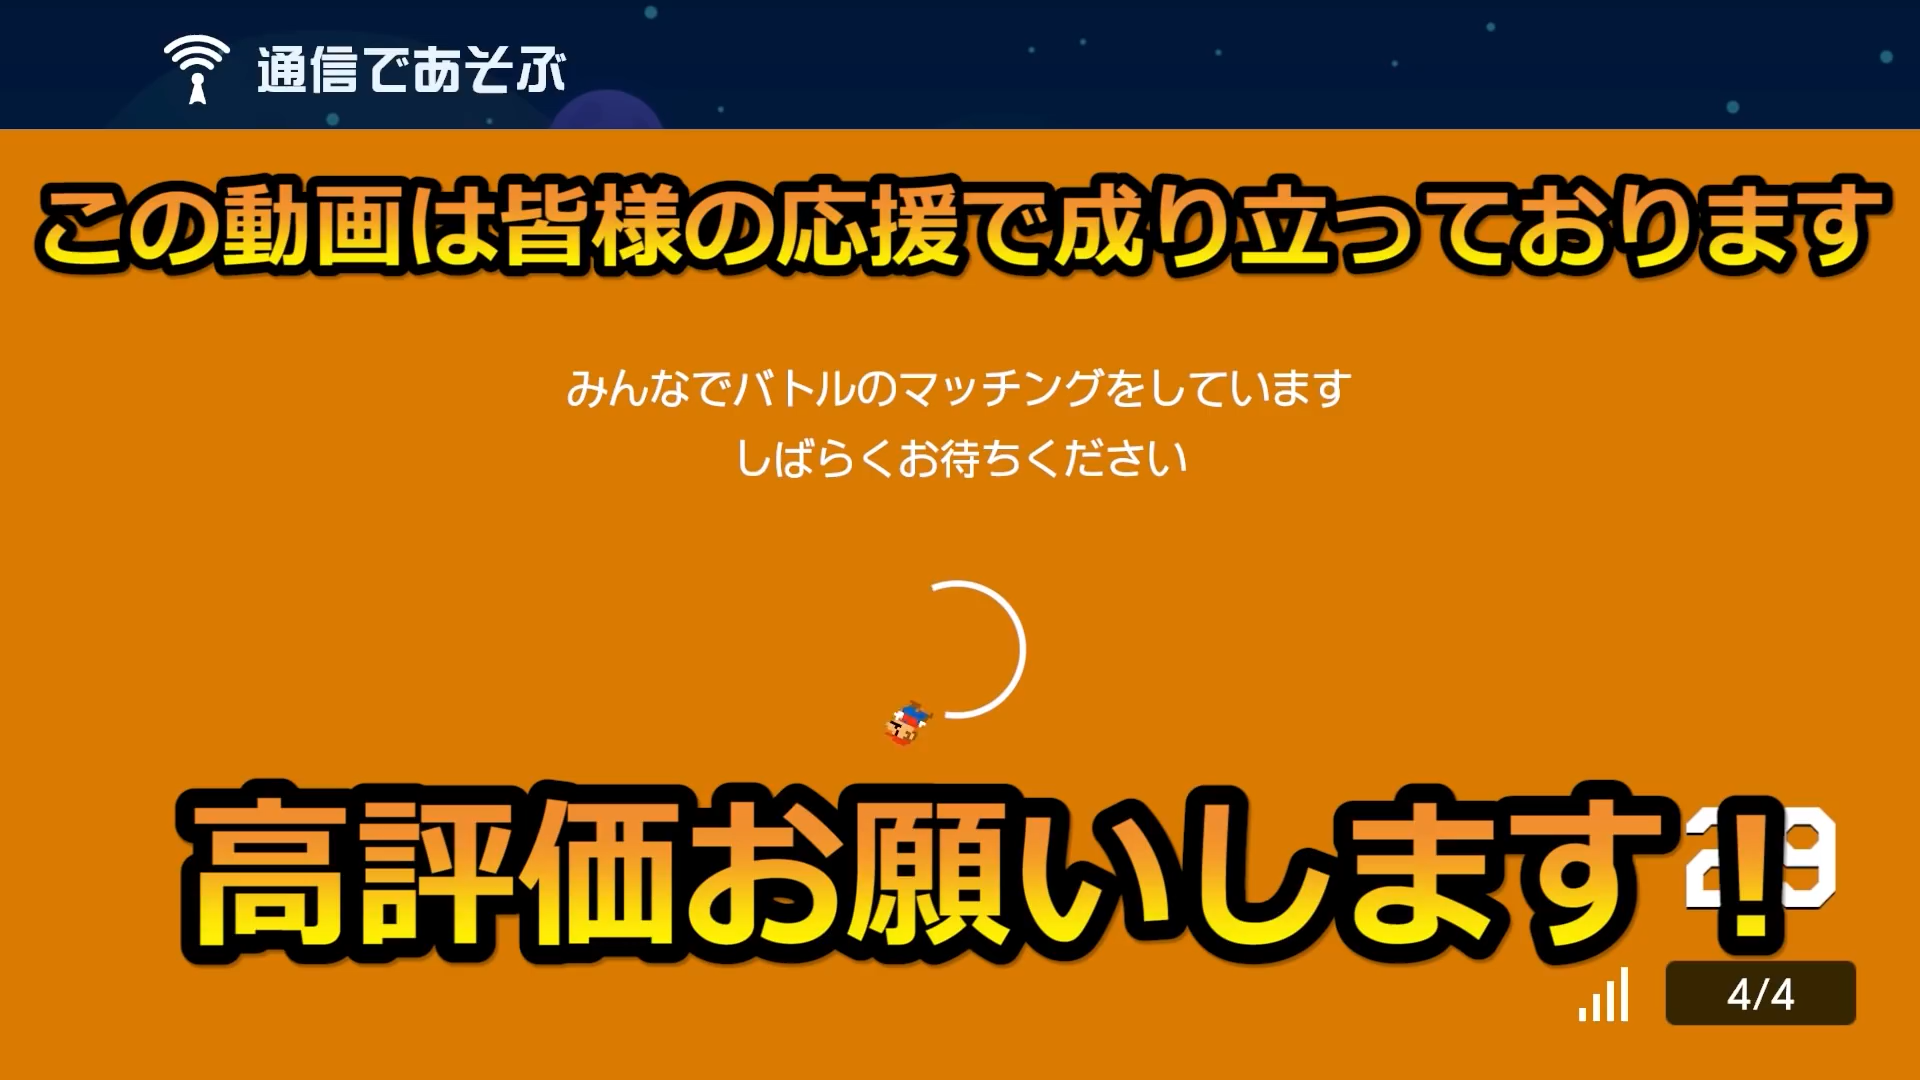 通信であそぶ
この動画は皆様の応援で成り立っております
みんなでバトルのマッチングをしています
しばらくお待ちください
高評価お願いします！
29
4/4